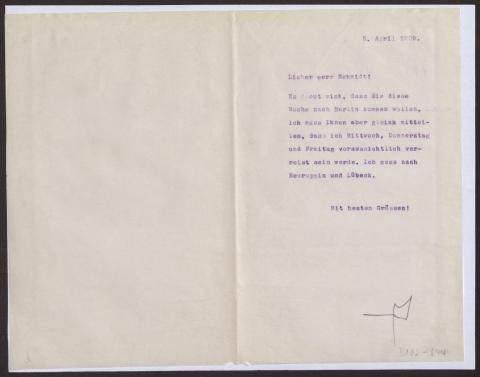 5. April
Lieber Herr Schmidt!
Es freut mich, dass Sie diese
Woche nach Berlin kommen wollen.
Ich muss Ihnen aber gleich mittei-
len, dass ich Mittwoch, Donnerstag
und Freitag voraussichtlich ver-
reist sein werde. Ich muss nach
Neuruppin und Lübeck.
Mit besten Grüssen!